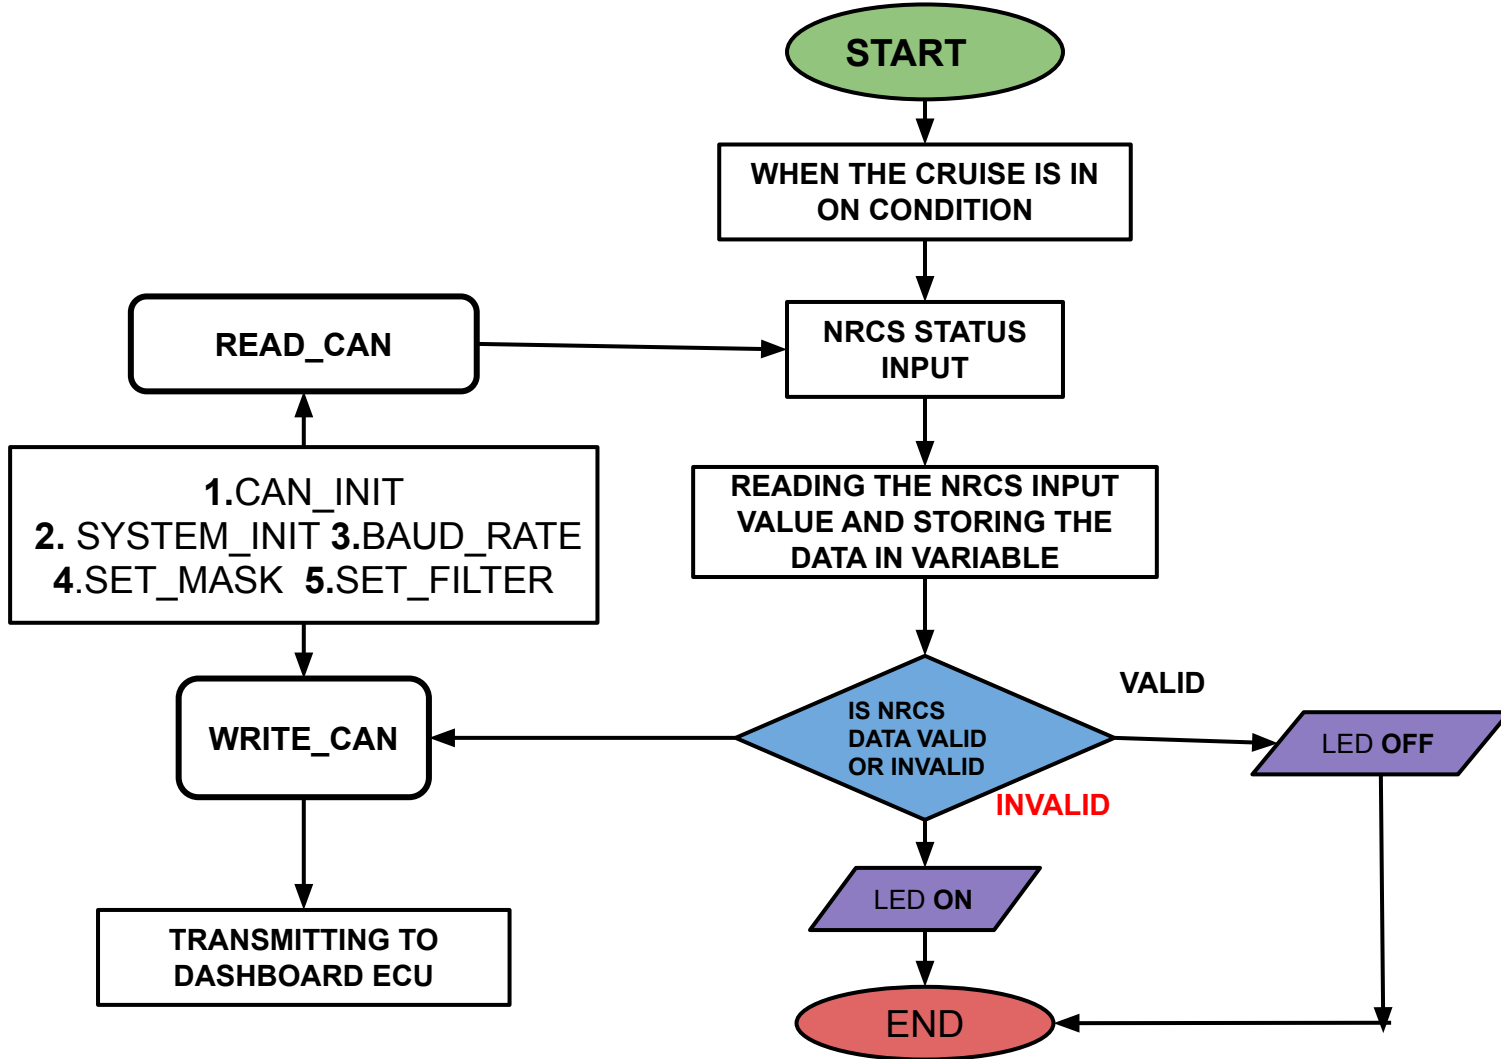 START
WHEN THE CRUISE IS IN
ON CONDITION
READ_CAN
NRCS STATUS
INPUT
1.CAN_INIT
2. SYSTEM_INIT 3.BAUD_RATE
4.SET_MASK  5.SET_FILTER
READING THE NRCS INPUT
VALUE AND STORING THE
DATA IN VARIABLE
WRITE_CAN
IS NRCS
DATA VALID
OR INVALID
VALID
LED OFF
INVALID
LED ON
TRANSMITTING TO
DASHBOARD ECU
END